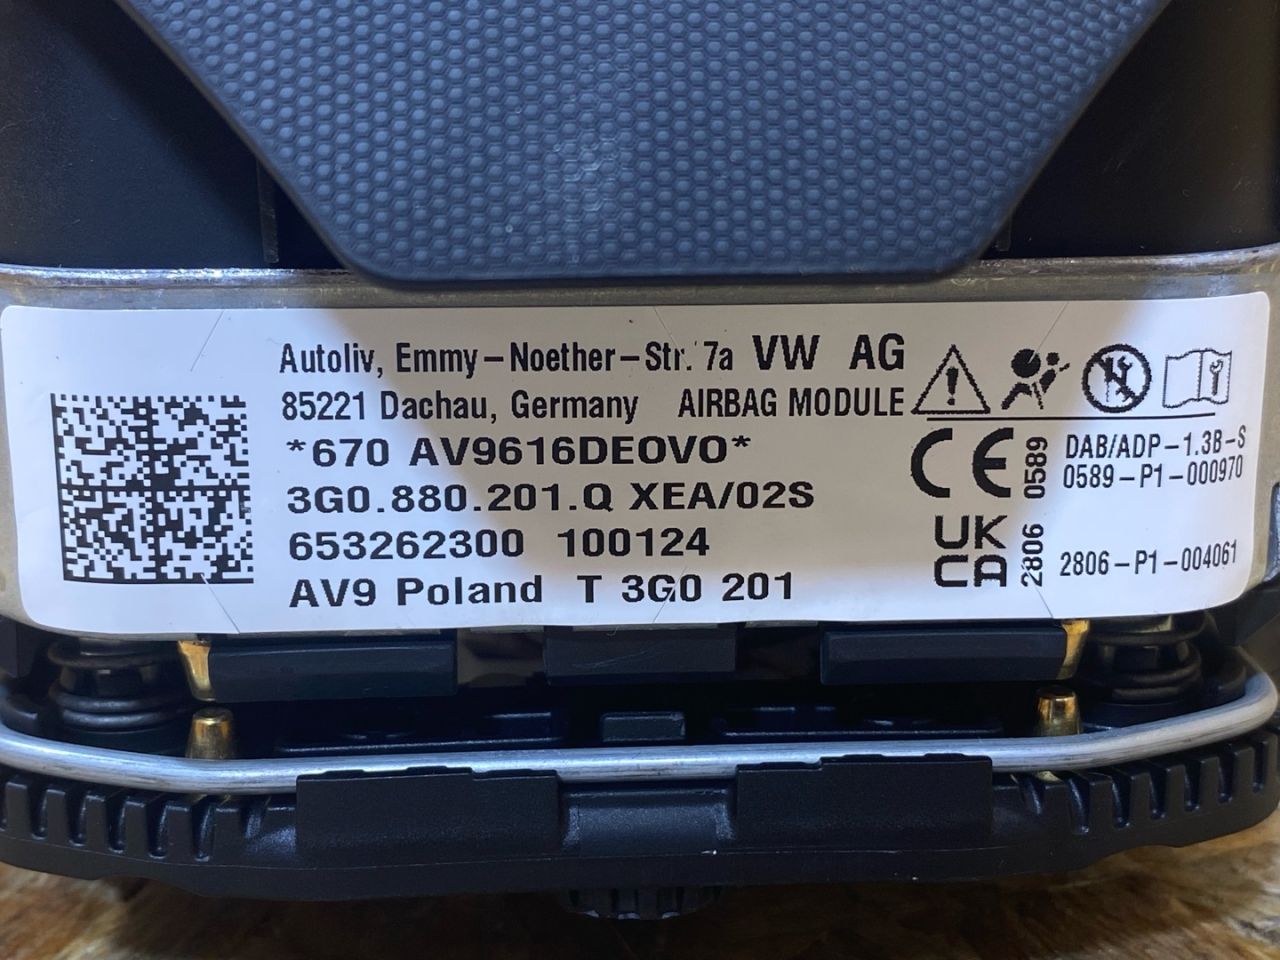 Autoliv, Emmy-Noether-Str. 7a VW AG
85221 Dachau, Germany AIRBAG MODULE
*670 AV9616DE0V0*
3G0.880.201.Q XEA/02S
653262300 100124
AV9 Poland T 3G0 201
CE 0589
DAB/ADP-1.3B-S
0589-P1-000970
UK
CA 2806
2806-P1-004061